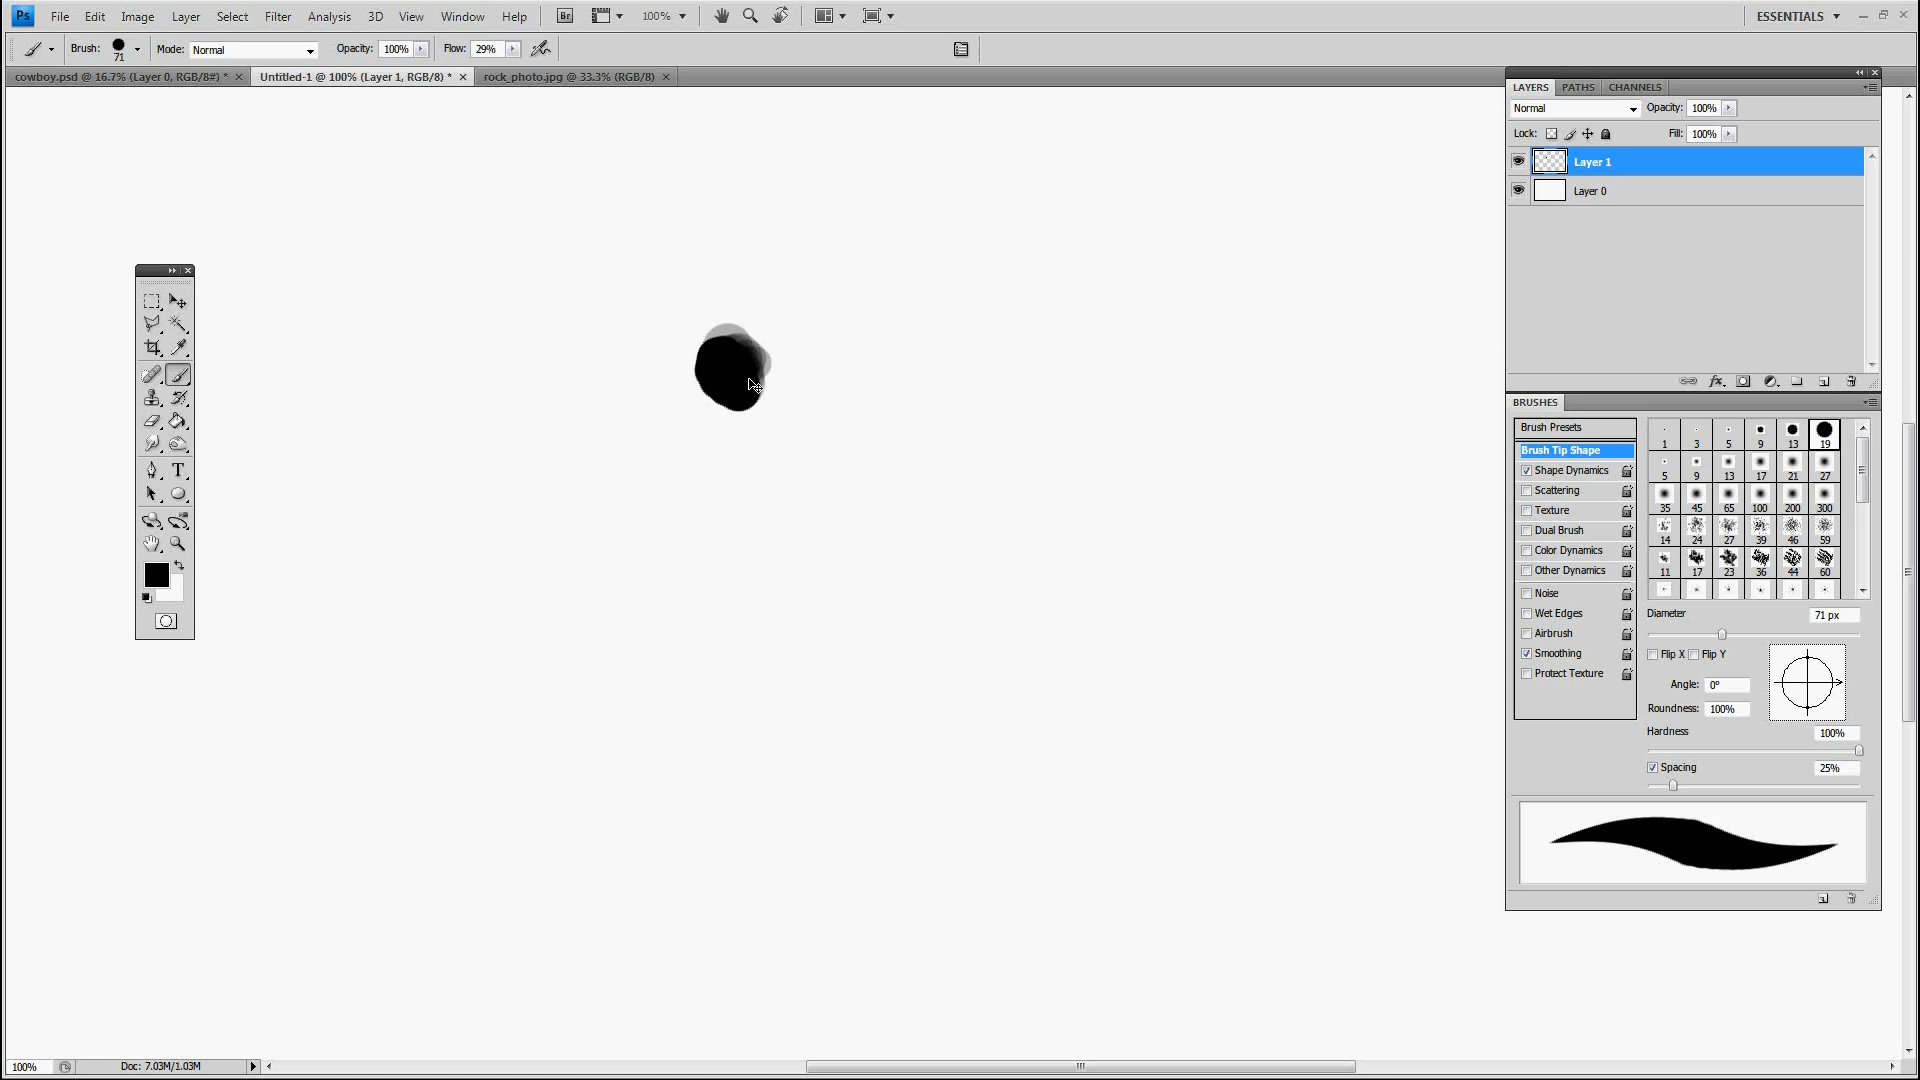 Ps File Edit Image Layer Select Filter Analysis 3D View Window Help Br 100% ESSENTIALS
Brush: 71 Mode: Normal Opacity: 100% Flow: 29%
cowboy.psd @ 16.7% (Layer 0, RGB/8#) * Untitled-1 @ 100% (Layer 1, RGB/8) * rock_photo.jpg @ 33.3% (RGB/8)
LAYERS PATHS CHANNELS
Normal Opacity: 100%
Lock: Fill: 100%
Layer 1
Layer 0
fx
BRUSHES
Brush Presets
Brush Tip Shape
Shape Dynamics
Scattering
Texture
Dual Brush
Color Dynamics
Other Dynamics
Noise
Wet Edges
Airbrush
Smoothing
Protect Texture
1 3 5 9 13 19
5 9 13 17 21 27
35 45 65 100 200 300
14 24 27 39 46 59
11 17 23 36 44 60
Diameter 71 px
Flip X Flip Y
Angle: 0°
Roundness: 100%
Hardness 100%
Spacing 25%
T
100% Doc: 7.03M/1.03M